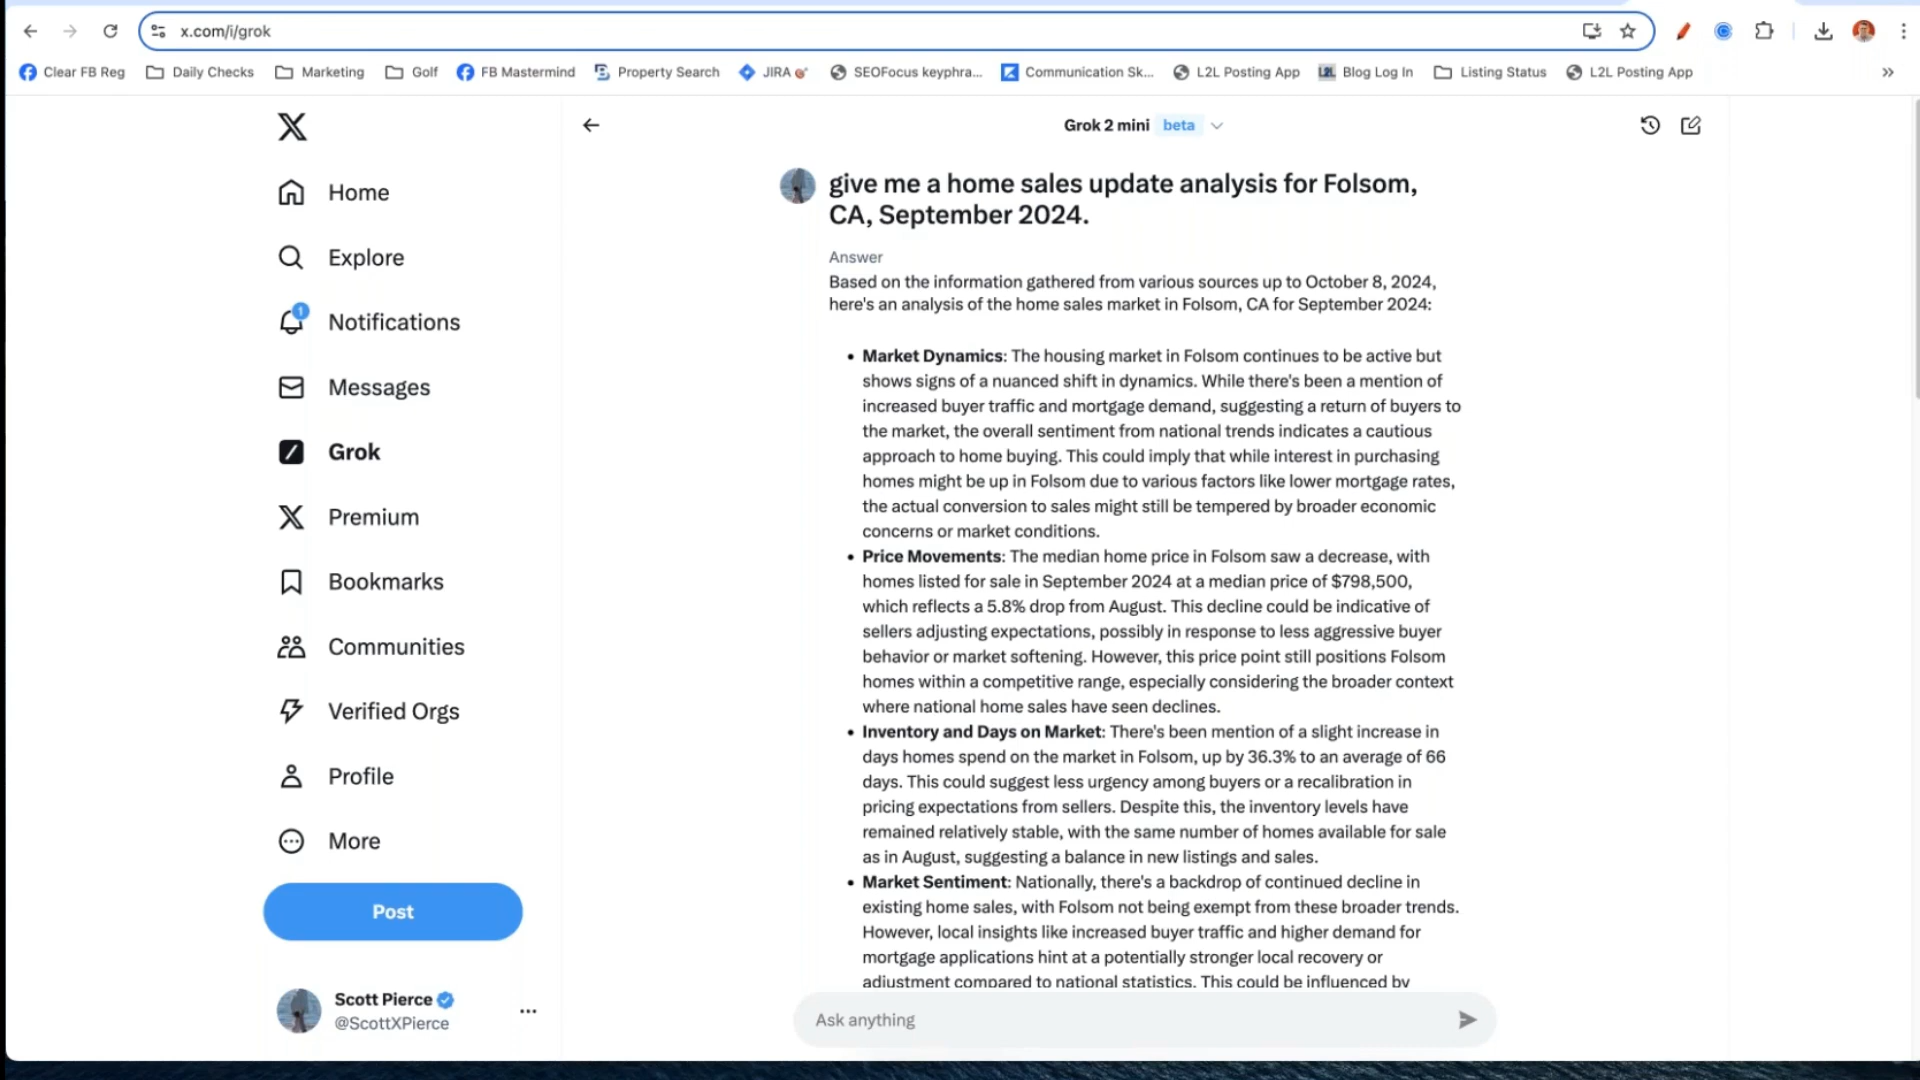 x.com/i/grok
Clear FB Reg
Daily Checks
Marketing
Golf
FB Mastermind
Property Search
JIRA
SEOFocus keyphra...
Communication Sk...
L2L Posting App
Blog Log In
Listing Status
L2L Posting App
Home
Explore
1
Notifications
Messages
Grok
Premium
Bookmarks
Communities
Verified Orgs
Profile
More
Post
Scott Pierce
@ScottXPierce
Grok 2 mini beta
give me a home sales update analysis for Folsom,
CA, September 2024.
Answer
Based on the information gathered from various sources up to October 8, 2024,
here's an analysis of the home sales market in Folsom, CA for September 2024:
• Market Dynamics: The housing market in Folsom continues to be active but
shows signs of a nuanced shift in dynamics. While there's been a mention of
increased buyer traffic and mortgage demand, suggesting a return of buyers to
the market, the overall sentiment from national trends indicates a cautious
approach to home buying. This could imply that while interest in purchasing
homes might be up in Folsom due to various factors like lower mortgage rates,
the actual conversion to sales might still be tempered by broader economic
concerns or market conditions.
• Price Movements: The median home price in Folsom saw a decrease, with
homes listed for sale in September 2024 at a median price of $798,500,
which reflects a 5.8% drop from August. This decline could be indicative of
sellers adjusting expectations, possibly in response to less aggressive buyer
behavior or market softening. However, this price point still positions Folsom
homes within a competitive range, especially considering the broader context
where national home sales have seen declines.
• Inventory and Days on Market: There's been mention of a slight increase in
days homes spend on the market in Folsom, up by 36.3% to an average of 66
days. This could suggest less urgency among buyers or a recalibration in
pricing expectations from sellers. Despite this, the inventory levels have
remained relatively stable, with the same number of homes available for sale
as in August, suggesting a balance in new listings and sales.
• Market Sentiment: Nationally, there's a backdrop of continued decline in
existing home sales, with Folsom not being exempt from these broader trends.
However, local insights like increased buyer traffic and higher demand for
mortgage applications hint at a potentially stronger local recovery or
adjustment compared to national statistics. This could be influenced by
Ask anything